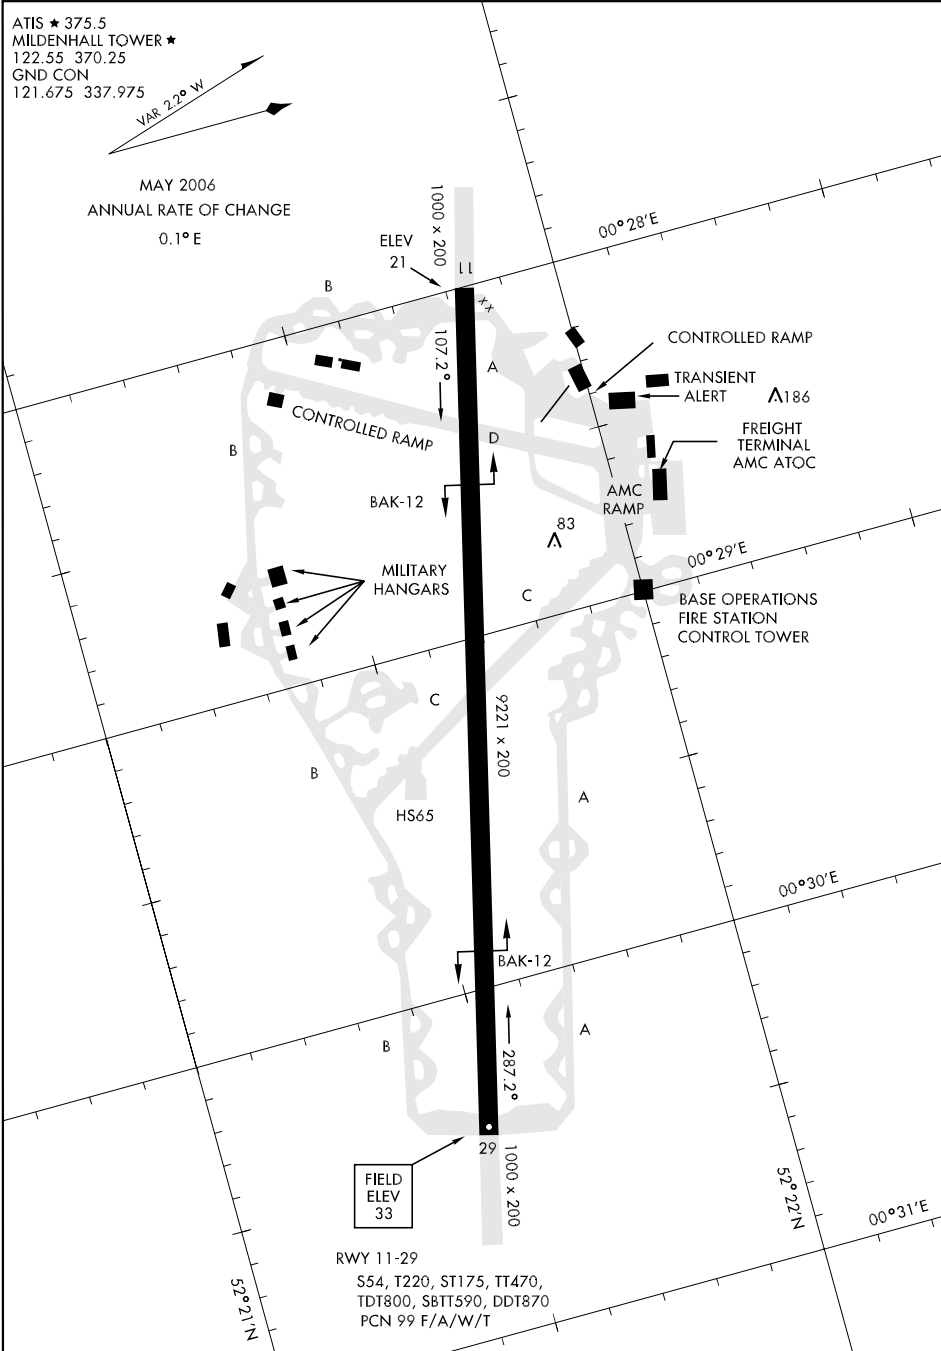 ATIS ★ 375.5
MILDENHALL TOWER ★
122.55 370.25
GND CON
121.675 337.975
VAR 2.2° W
MAY 2006
ANNUAL RATE OF CHANGE
0.1° E
1000 x 200
ELEV
21
11
00°28'E
B
XX
107.2°
A
CONTROLLED RAMP
TRANSIENT
ALERT
186
CONTROLLED RAMP
D
FREIGHT
TERMINAL
AMC ATOC
B
BAK-12
AMC
RAMP
83
00°29'E
MILITARY
HANGARS
C
BASE OPERATIONS
FIRE STATION
CONTROL TOWER
C
9221 x 200
B
A
HS65
00°30'E
BAK-12
A
B
287.2°
29
1000 x 200
FIELD
ELEV
33
52°22'N
00°31'E
RWY 11-29
S54, T220, ST175, TT470,
TDT800, SBTT590, DDT870
PCN 99 F/A/W/T
52°21'N